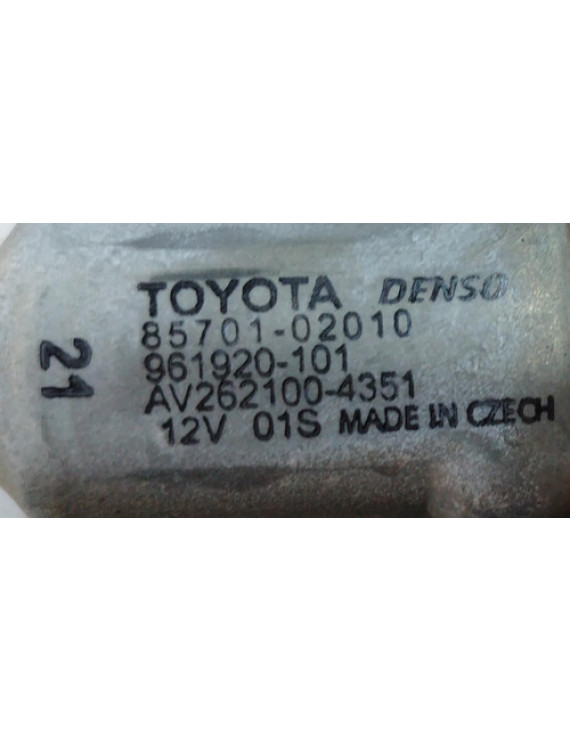 TOYOTA DENSO
85701-02010
961920-101
AV262100-4351
12V 01S MADE IN CZECH
21